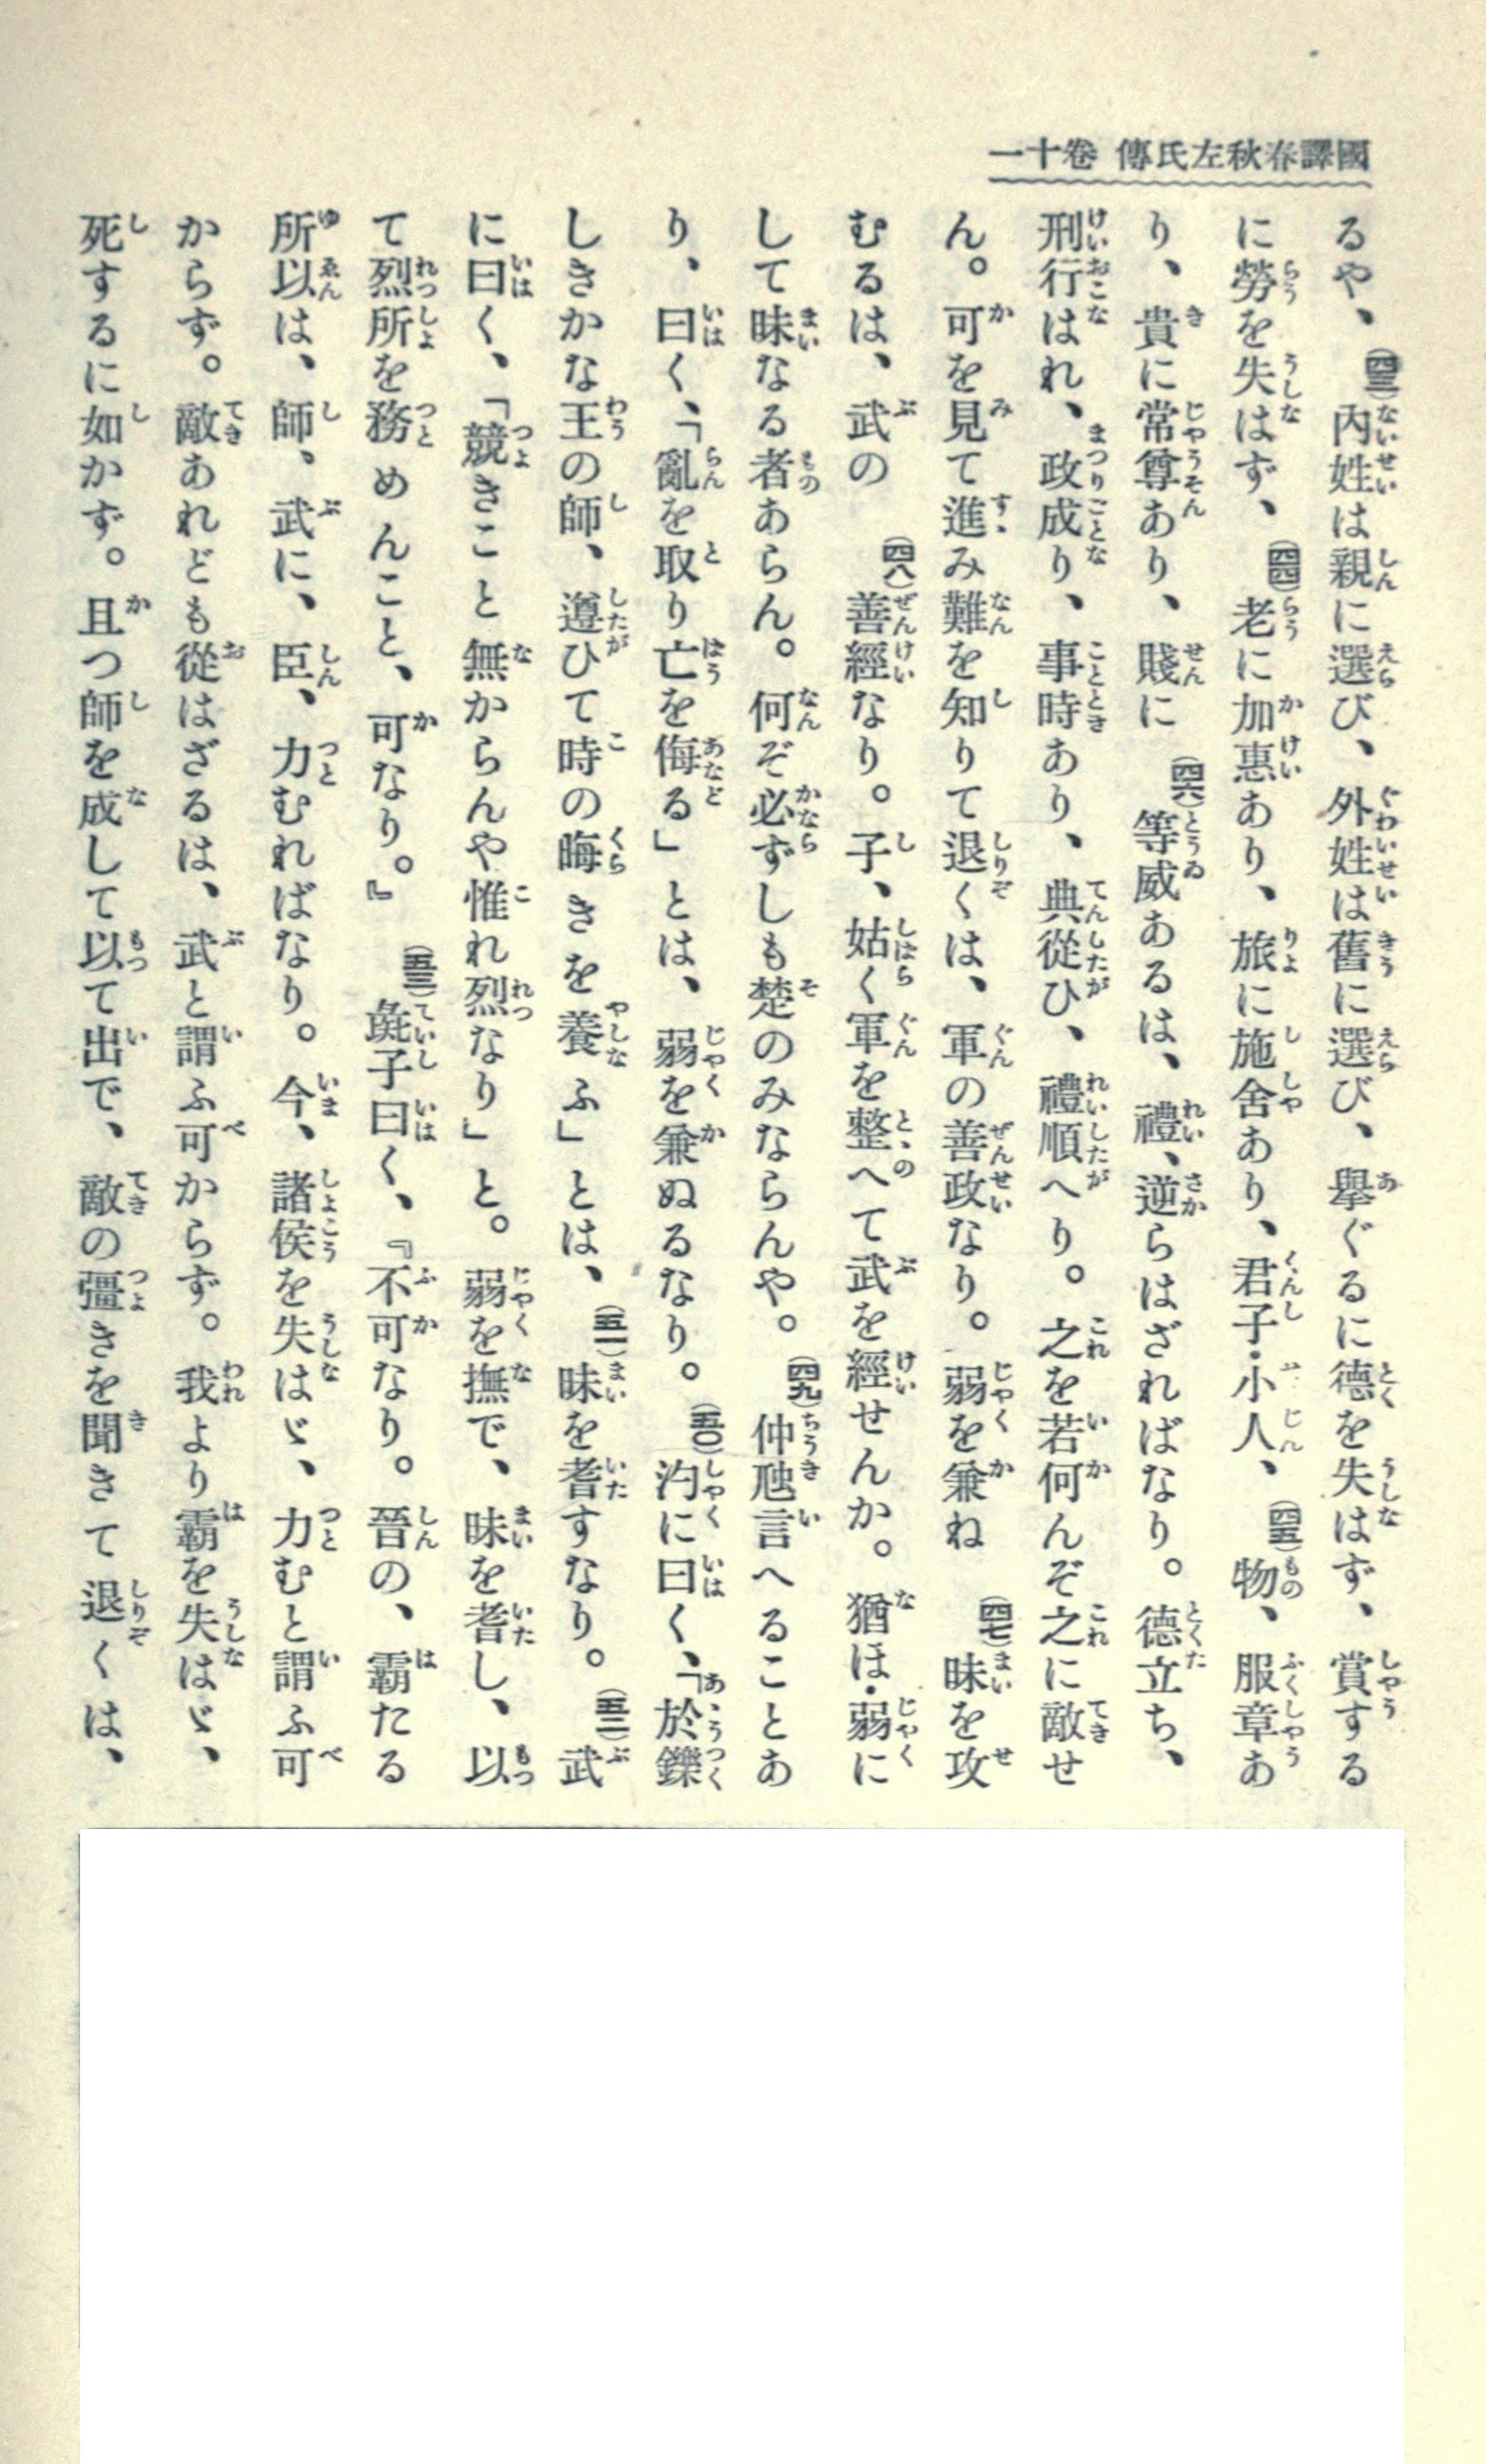 國譯春秋左氏傳 卷十一
るや、(四三)內姓は親に選び、外姓は舊に選び、擧ぐるに德を失はず、賞する
に勞を失はず、(四四)老に加惠あり、旅に施舍あり、君子・小人、(四五)物、服章あ
り、貴に常尊あり、賤に(四六)等威あるは、禮、逆らはざればなり。德立ち、
刑行はれ、政成り、事時あり、典從ひ、禮順へり。之を若何んぞ之に敵せ
ん。可を見て進み難を知りて退くは、軍の善政なり。弱を兼ね(四七)昧を攻
むるは、武の(四八)善經なり。子、姑く軍を整へて武を經せんか。猶ほ・弱に
して昧なる者あらん。何ぞ必ずしも楚のみならんや。(四九)仲虺言へることあ
り、曰く、「亂を取り亡を侮る」とは、弱を兼ぬるなり。(五〇)汋に曰く、「於鑠
しきかな王の師、遵ひて時の晦きを養ふ」とは、(五一)昧を耆すなり。(五二)武
に曰く、「競きこと無からんや惟れ烈なり」と。弱を撫で、昧を耆し、以
て烈所を務めんこと、可なり。』(五三)彘子曰く、『不可なり。晉の、霸たる
所以は、師、武に、臣、力むればなり。今、諸侯を失はゞ、力むと謂ふ可
からず。敵あれども從はざるは、武と謂ふ可からず。我より霸を失はゞ、
死するに如かず。且つ師を成して以て出で、敵の彊きを聞きて退くは、